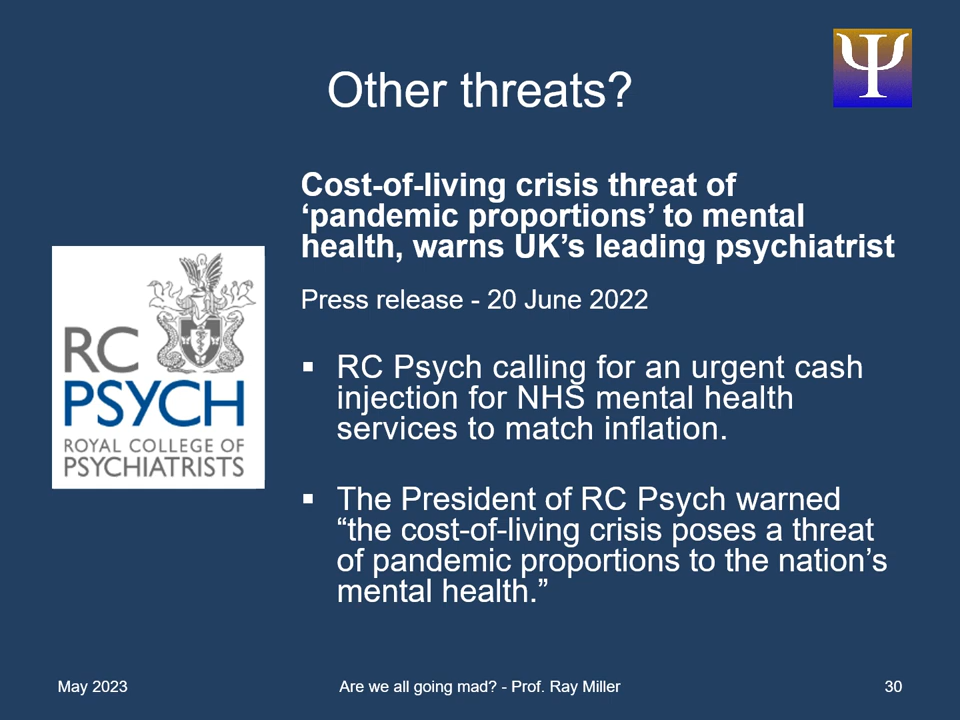 Ψ
Other threats?
Cost-of-living crisis threat of
‘pandemic proportions’ to mental
health, warns UK’s leading psychiatrist
Press release - 20 June 2022
RC
PSYCH
ROYAL COLLEGE OF
PSYCHIATRISTS
▪ RC Psych calling for an urgent cash
injection for NHS mental health
services to match inflation.
▪ The President of RC Psych warned
“the cost-of-living crisis poses a threat
of pandemic proportions to the nation’s
mental health.”
May 2023
Are we all going mad? - Prof. Ray Miller
30